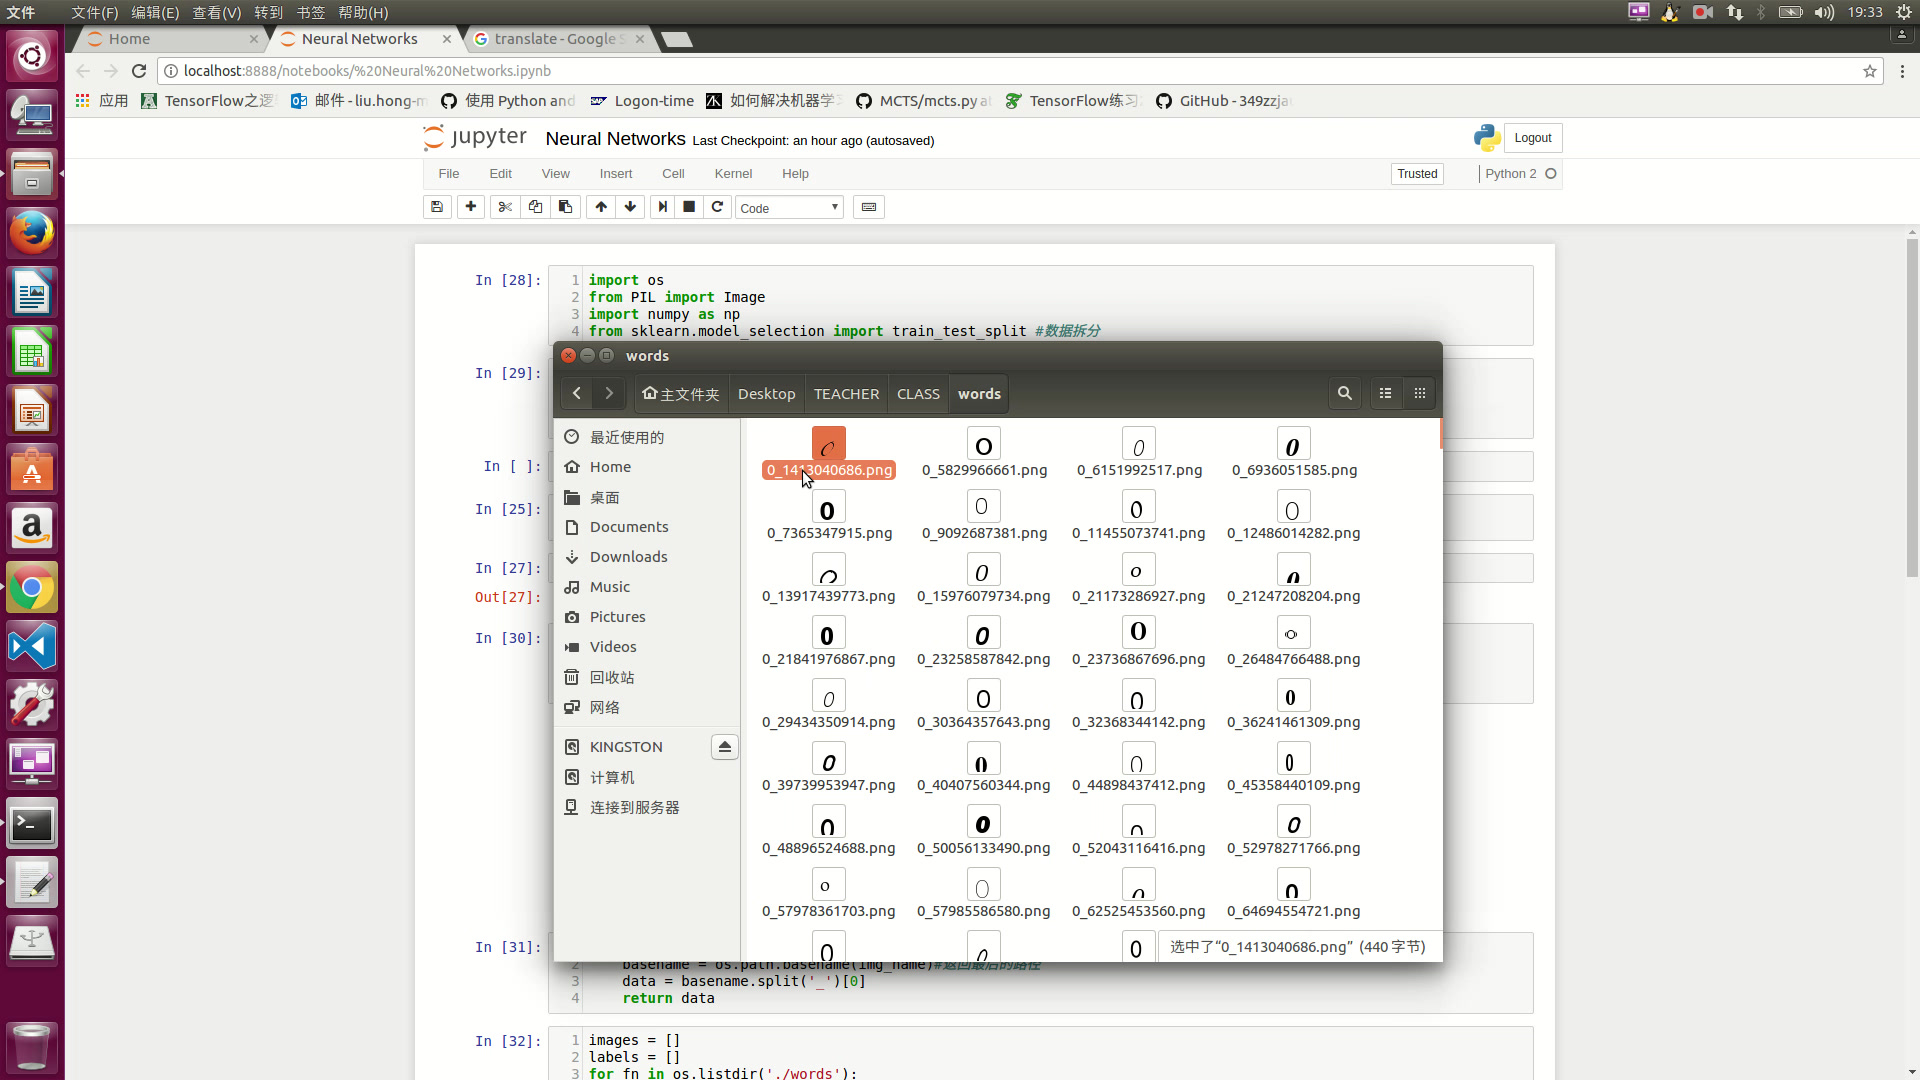 文件 文件(F) 编辑(E) 查看(V) 转到 书签 帮助(H) 19:33
Home Neural Networks translate - Google S
localhost:8888/notebooks/%20Neural%20Networks.ipynb
应用 TensorFlow之逻 邮件 - liu.hong-m 使用 Python and Logon-time 如何解决机器学 MCTS/mcts.py at TensorFlow练习 GitHub - 349zzjau
jupyter Neural Networks Last Checkpoint: an hour ago (autosaved) Logout
File Edit View Insert Cell Kernel Help Trusted Python 2
Code
In [28]:
1 import os
2 from PIL import Image
3 import numpy as np
4 from sklearn.model_selection import train_test_split #数据拆分
In [29]:
In [ ]:
In [25]:
In [27]:
Out[27]:
In [30]:
words
主文件夹 Desktop TEACHER CLASS words
最近使用的
Home
桌面
Documents
Downloads
Music
Pictures
Videos
回收站
网络
KINGSTON
计算机
连接到服务器
0_1413040686.png 0_5829966661.png 0_6151992517.png 0_6936051585.png
0_7365347915.png 0_9092687381.png 0_11455073741.png 0_12486014282.png
0_13917439773.png 0_15976079734.png 0_21173286927.png 0_21247208204.png
0_21841976867.png 0_23258587842.png 0_23736867696.png 0_26484766488.png
0_29434350914.png 0_30364357643.png 0_32368344142.png 0_36241461309.png
0_39739953947.png 0_40407560344.png 0_44898437412.png 0_45358440109.png
0_48896524688.png 0_50056133490.png 0_52043116416.png 0_52978271766.png
0_57978361703.png 0_57985586580.png 0_62525453560.png 0_64694554721.png
选中了“0_1413040686.png” (440 字节)
In [31]:
2 basename = os.path.basename(img_name)#返回最后的路径
3 data = basename.split('_')[0]
4 return data
In [32]:
1 images = []
2 labels = []
3 for fn in os.listdir('./words'):